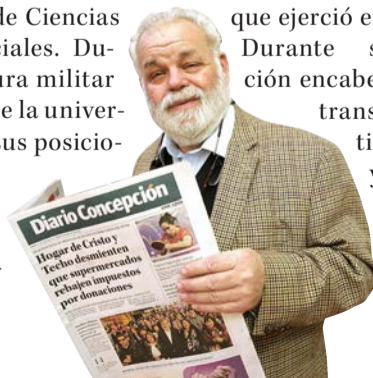 de Ciencias
ciales. Du-
ura militar
e la univer-
sus posicio-
que ejerció e
Durante s
ción encabe
trans
ti
y
Diario Concepción
Hogar de Cristo y
Techo desmienten
que supermercados
rebajen impuestos
por donaciones